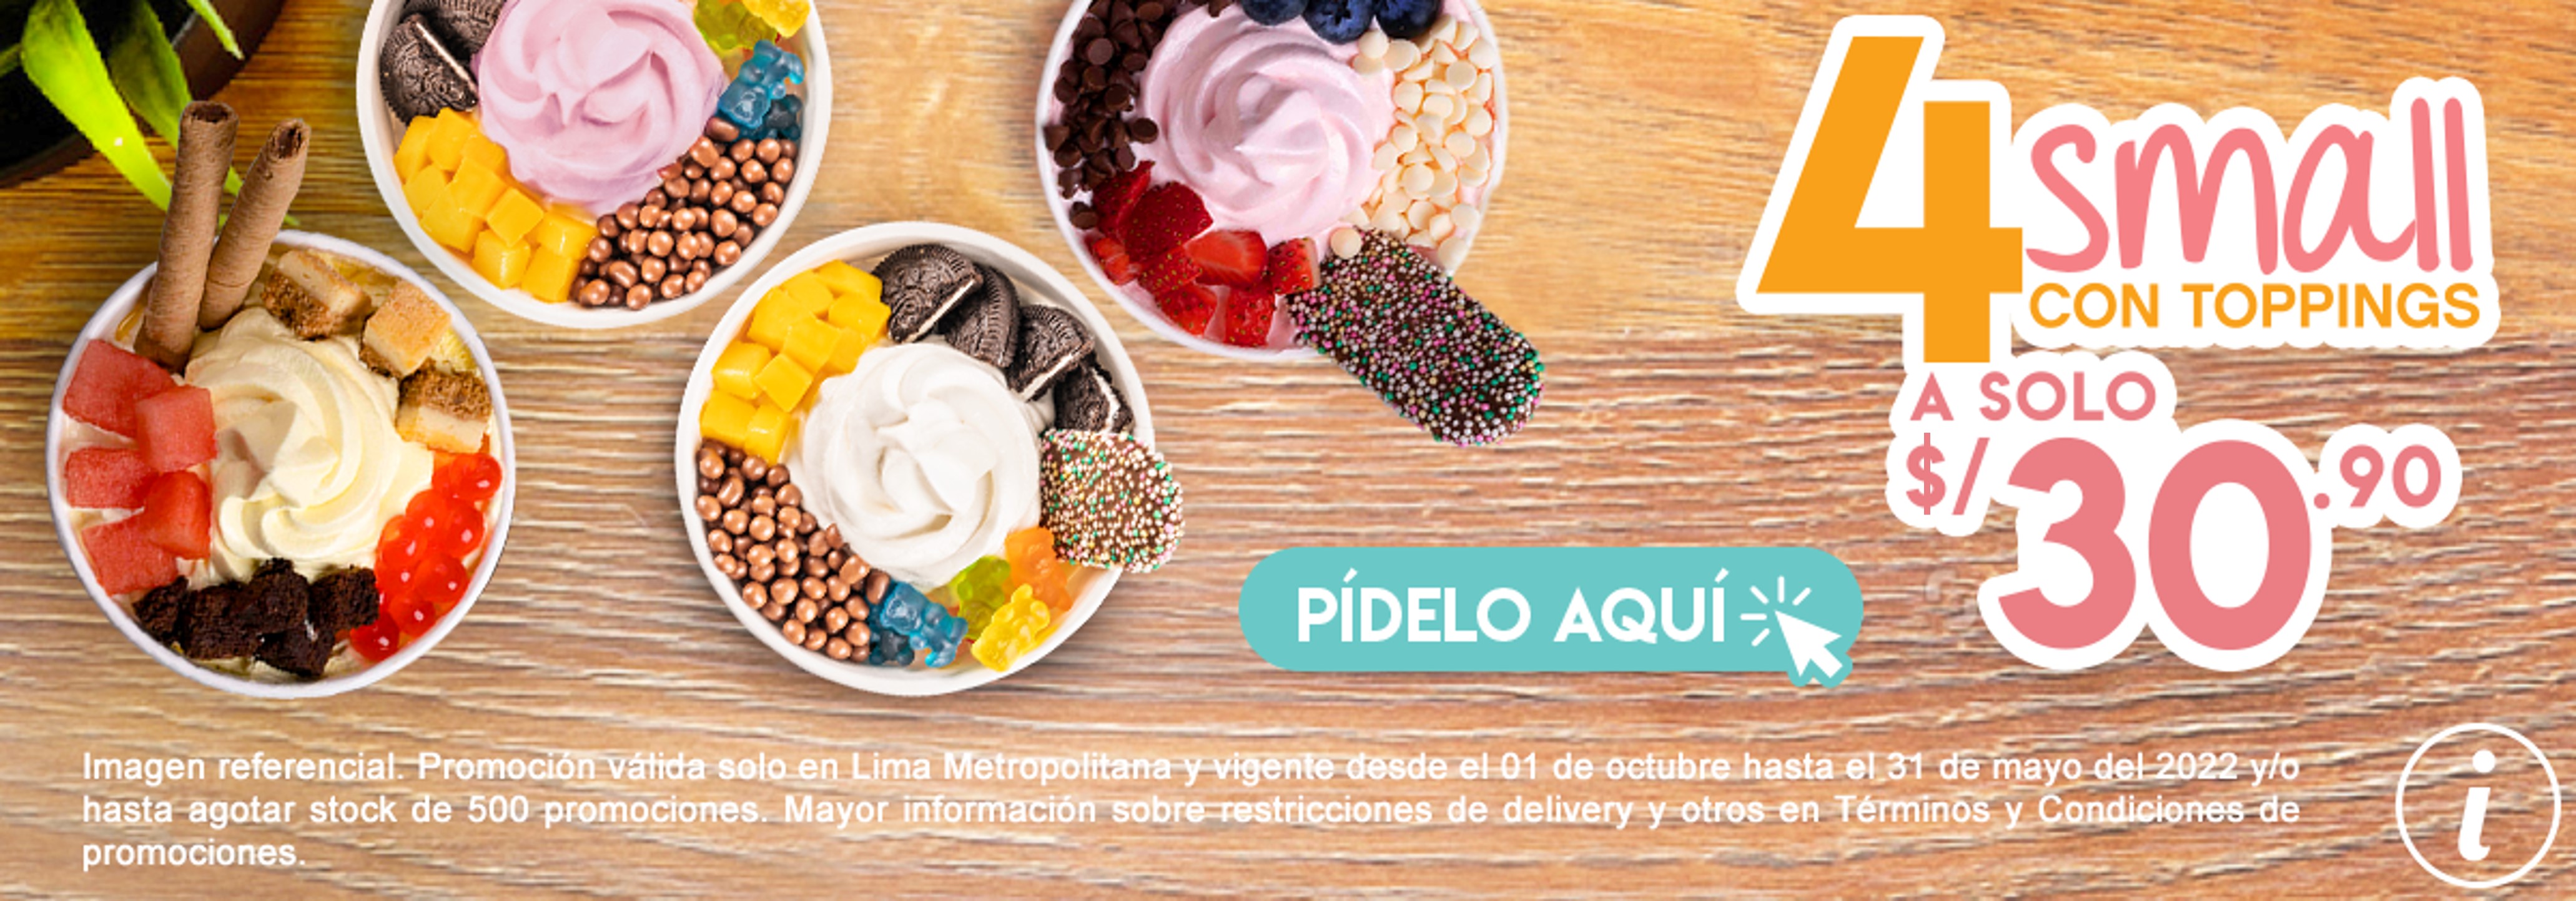 4 small
CON TOPPINGS
A SOLO
$/30.90
PÍDELO AQUÍ
Imagen referencial. Promoción válida solo en Lima Metropolitana y vigente desde el 01 de octubre hasta el 31 de mayo del 2022 y/o
hasta agotar stock de 500 promociones. Mayor información sobre restricciones de delivery y otros en Términos y Condiciones de
promociones.
i